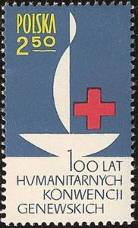 POLSKA
2 50
100 LAT
HVMANITARNYCH
KONWENCJI
GENEWSKICH